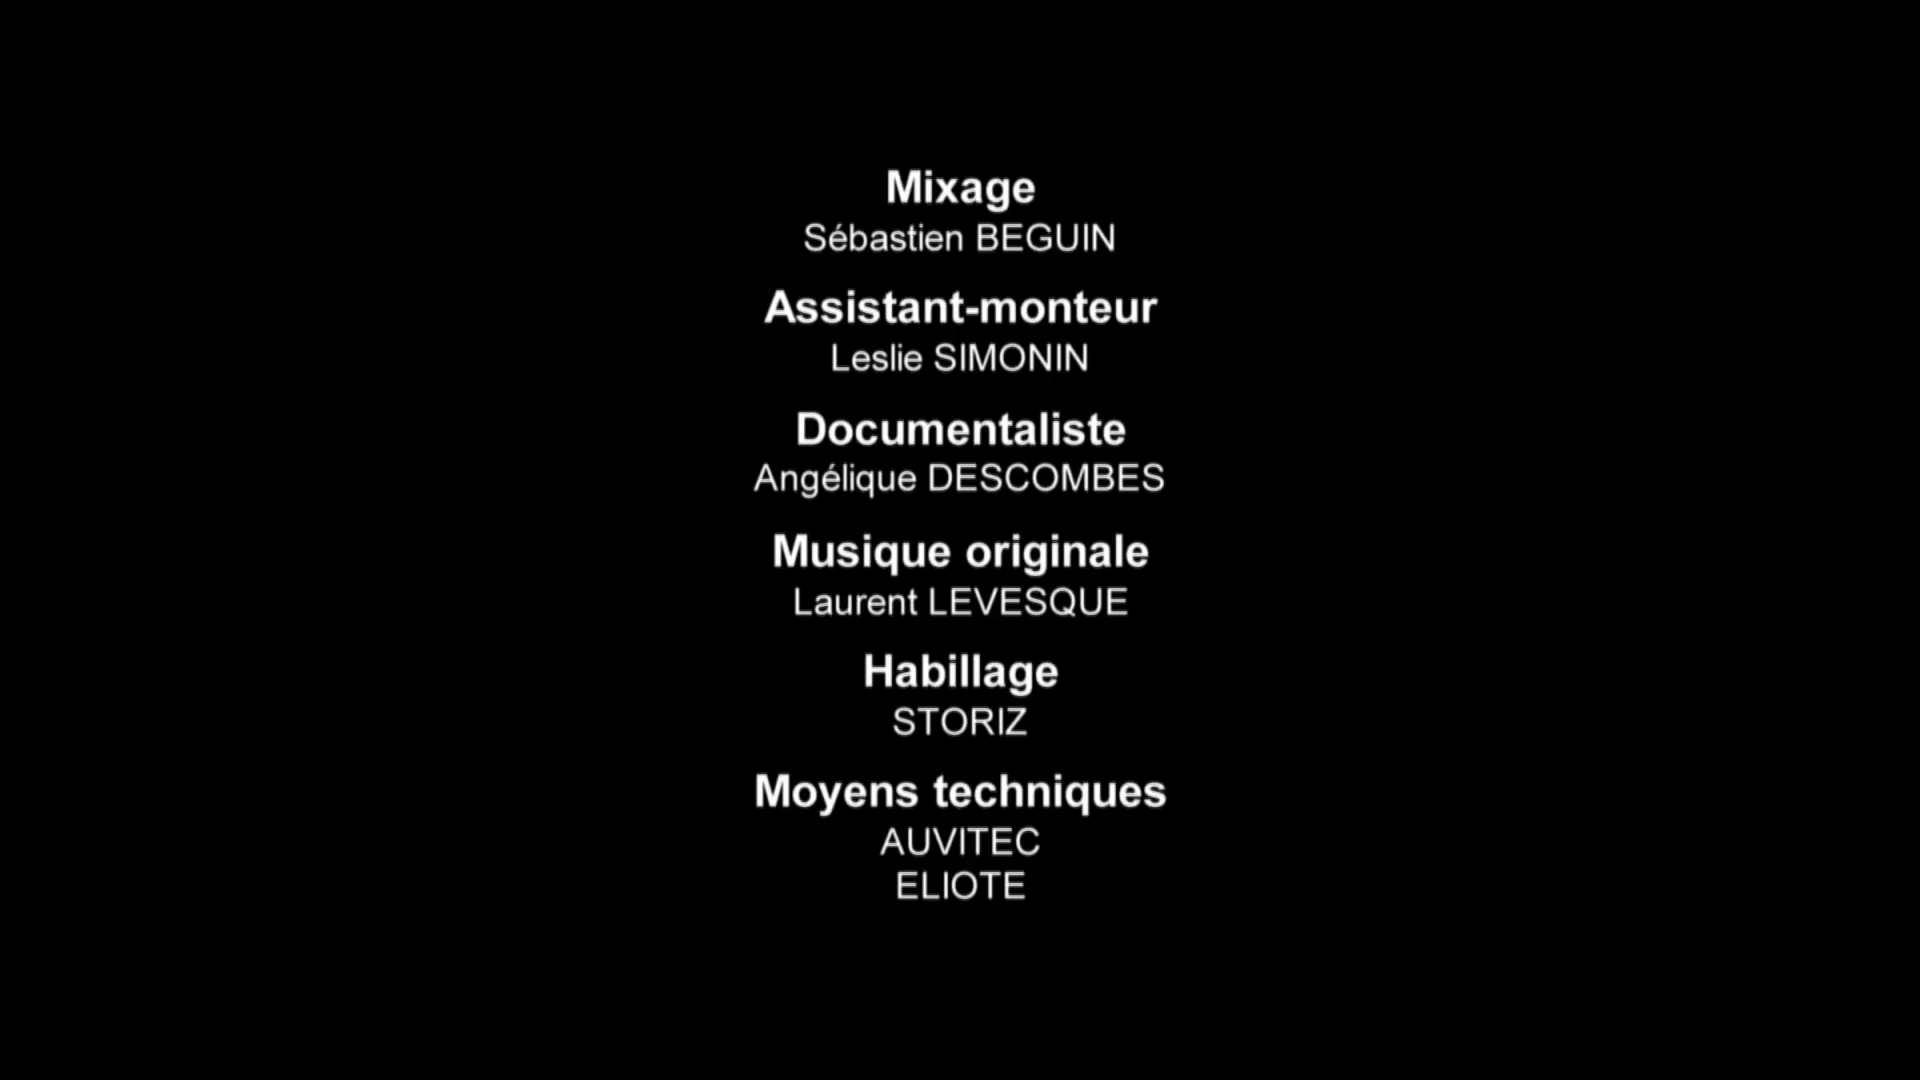 Mixage
Sébastien BEGUIN
Assistant-monteur
Leslie SIMONIN
Documentaliste
Angélique DESCOMBES
Musique originale
Laurent LEVESQUE
Habillage
STORIZ
Moyens techniques
AUVITEC
ELIOTE